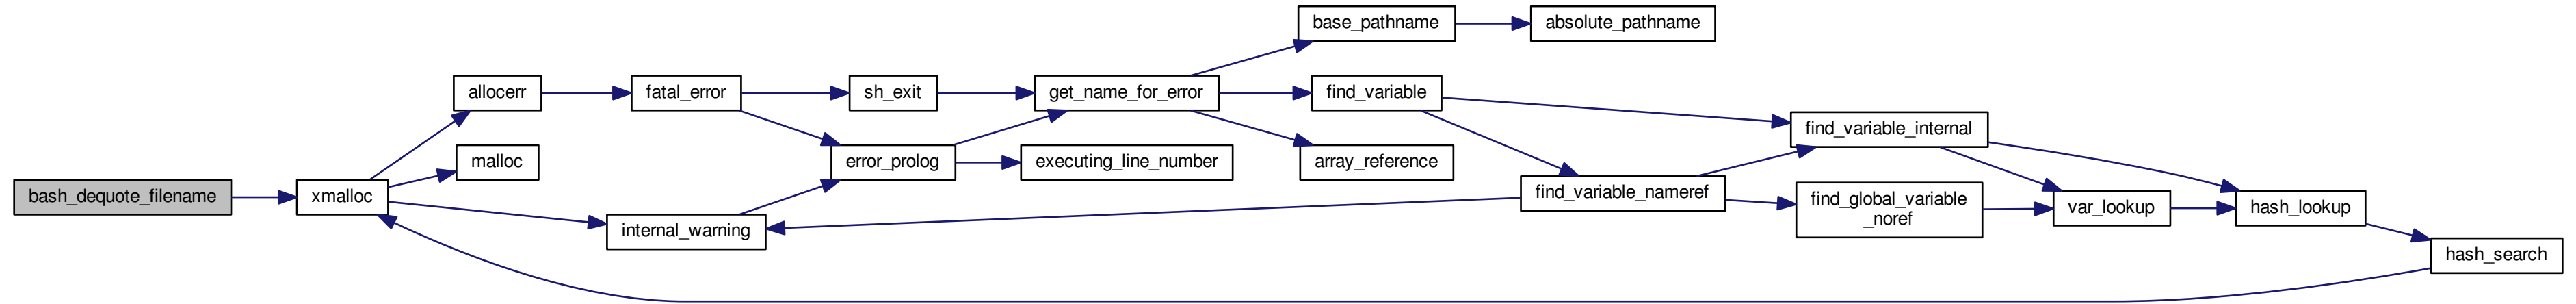 base_pathname
absolute_pathname
allocerr
fatal_error
sh_exit
get_name_for_error
find_variable
find_variable_internal
malloc
error_prolog
executing_line_number
array_reference
bash_dequote_filename
xmalloc
find_variable_nameref
find_global_variable
_noref
var_lookup
hash_lookup
internal_warning
hash_search